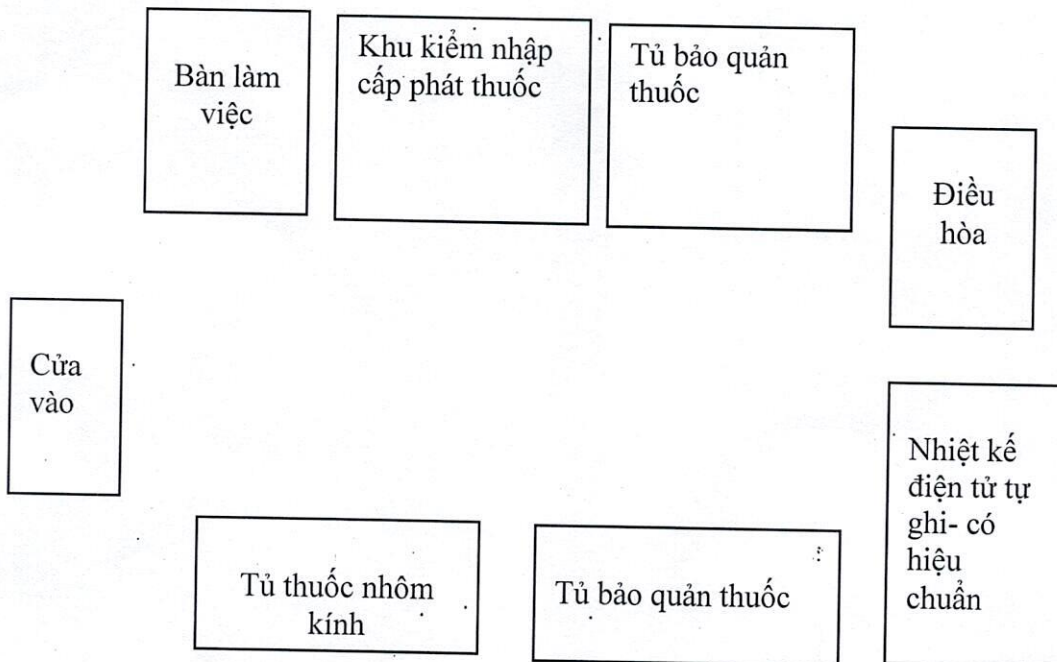 Bàn làm
việc
Khu kiểm nhập
cấp phát thuốc
Tủ bảo quản
thuốc
Điều
hòa
Cửa
vào
Nhiệt kế
điện tử tự
ghi- có
hiệu
chuẩn
Tủ thuốc nhôm
kính
Tủ bảo quản thuốc